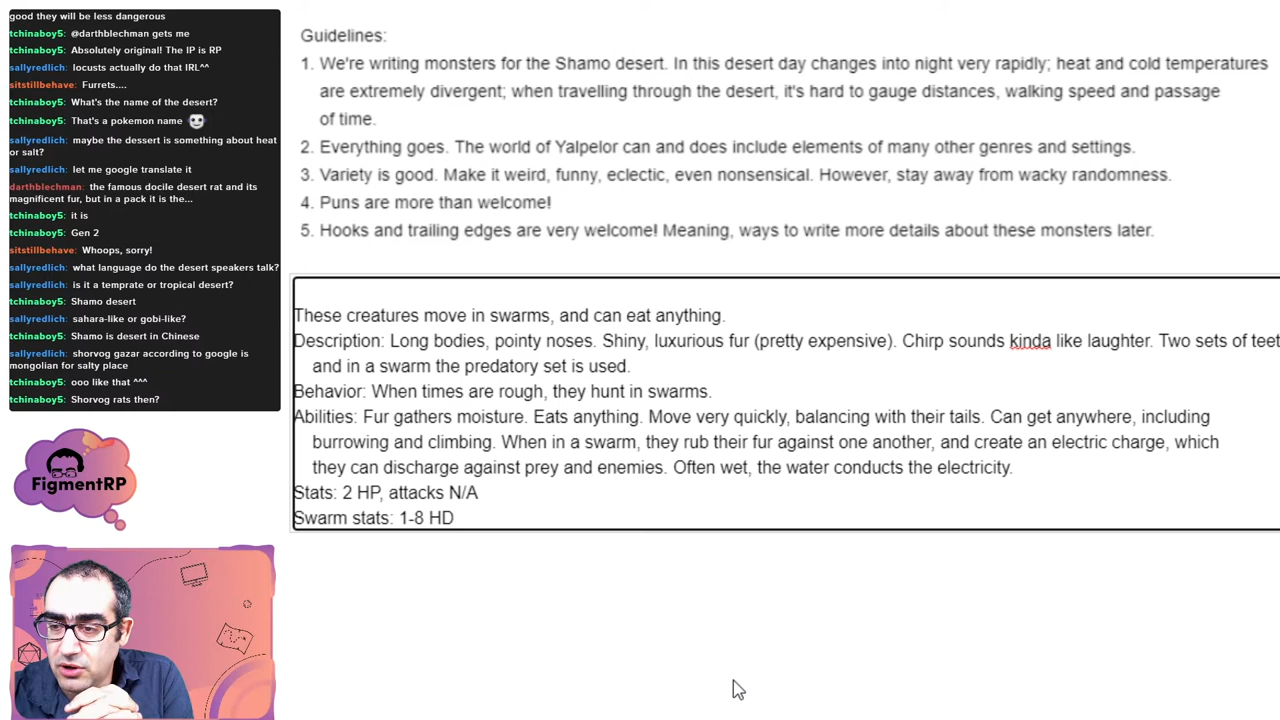 good they will be less dangerous
tchinaboy5: @darthblechman gets me
tchinaboy5: Absolutely original! The IP is RP
sallyredlich: locusts actually do that IRL^^
sitstillbehave: Furrets....
tchinaboy5: What's the name of the desert?
tchinaboy5: That's a pokemon name
sallyredlich: maybe the dessert is something about heat
or salt?
sallyredlich: let me google translate it
darthblechman: the famous docile desert rat and its
magnificent fur, but in a pack it is the...
tchinaboy5: it is
tchinaboy5: Gen 2
sitstillbehave: Whoops, sorry!
sallyredlich: what language do the desert speakers talk?
sallyredlich: is it a temprate or tropical desert?
tchinaboy5: Shamo desert
sallyredlich: sahara-like or gobi-like?
tchinaboy5: Shamo is desert in Chinese
sallyredlich: shorvog gazar according to google is
mongolian for salty place
tchinaboy5: ooo like that ^^^
tchinaboy5: Shorvog rats then?
FigmentRP
Guidelines:
1. We're writing monsters for the Shamo desert. In this desert day changes into night very rapidly; heat and cold temperatures
are extremely divergent; when travelling through the desert, it's hard to gauge distances, walking speed and passage
of time.
2. Everything goes. The world of Yalpelor can and does include elements of many other genres and settings.
3. Variety is good. Make it weird, funny, eclectic, even nonsensical. However, stay away from wacky randomness.
4. Puns are more than welcome!
5. Hooks and trailing edges are very welcome! Meaning, ways to write more details about these monsters later.
These creatures move in swarms, and can eat anything.
Description: Long bodies, pointy noses. Shiny, luxurious fur (pretty expensive). Chirp sounds kinda like laughter. Two sets of teet
and in a swarm the predatory set is used.
Behavior: When times are rough, they hunt in swarms.
Abilities: Fur gathers moisture. Eats anything. Move very quickly, balancing with their tails. Can get anywhere, including
burrowing and climbing. When in a swarm, they rub their fur against one another, and create an electric charge, which
they can discharge against prey and enemies. Often wet, the water conducts the electricity.
Stats: 2 HP, attacks N/A
Swarm stats: 1-8 HD